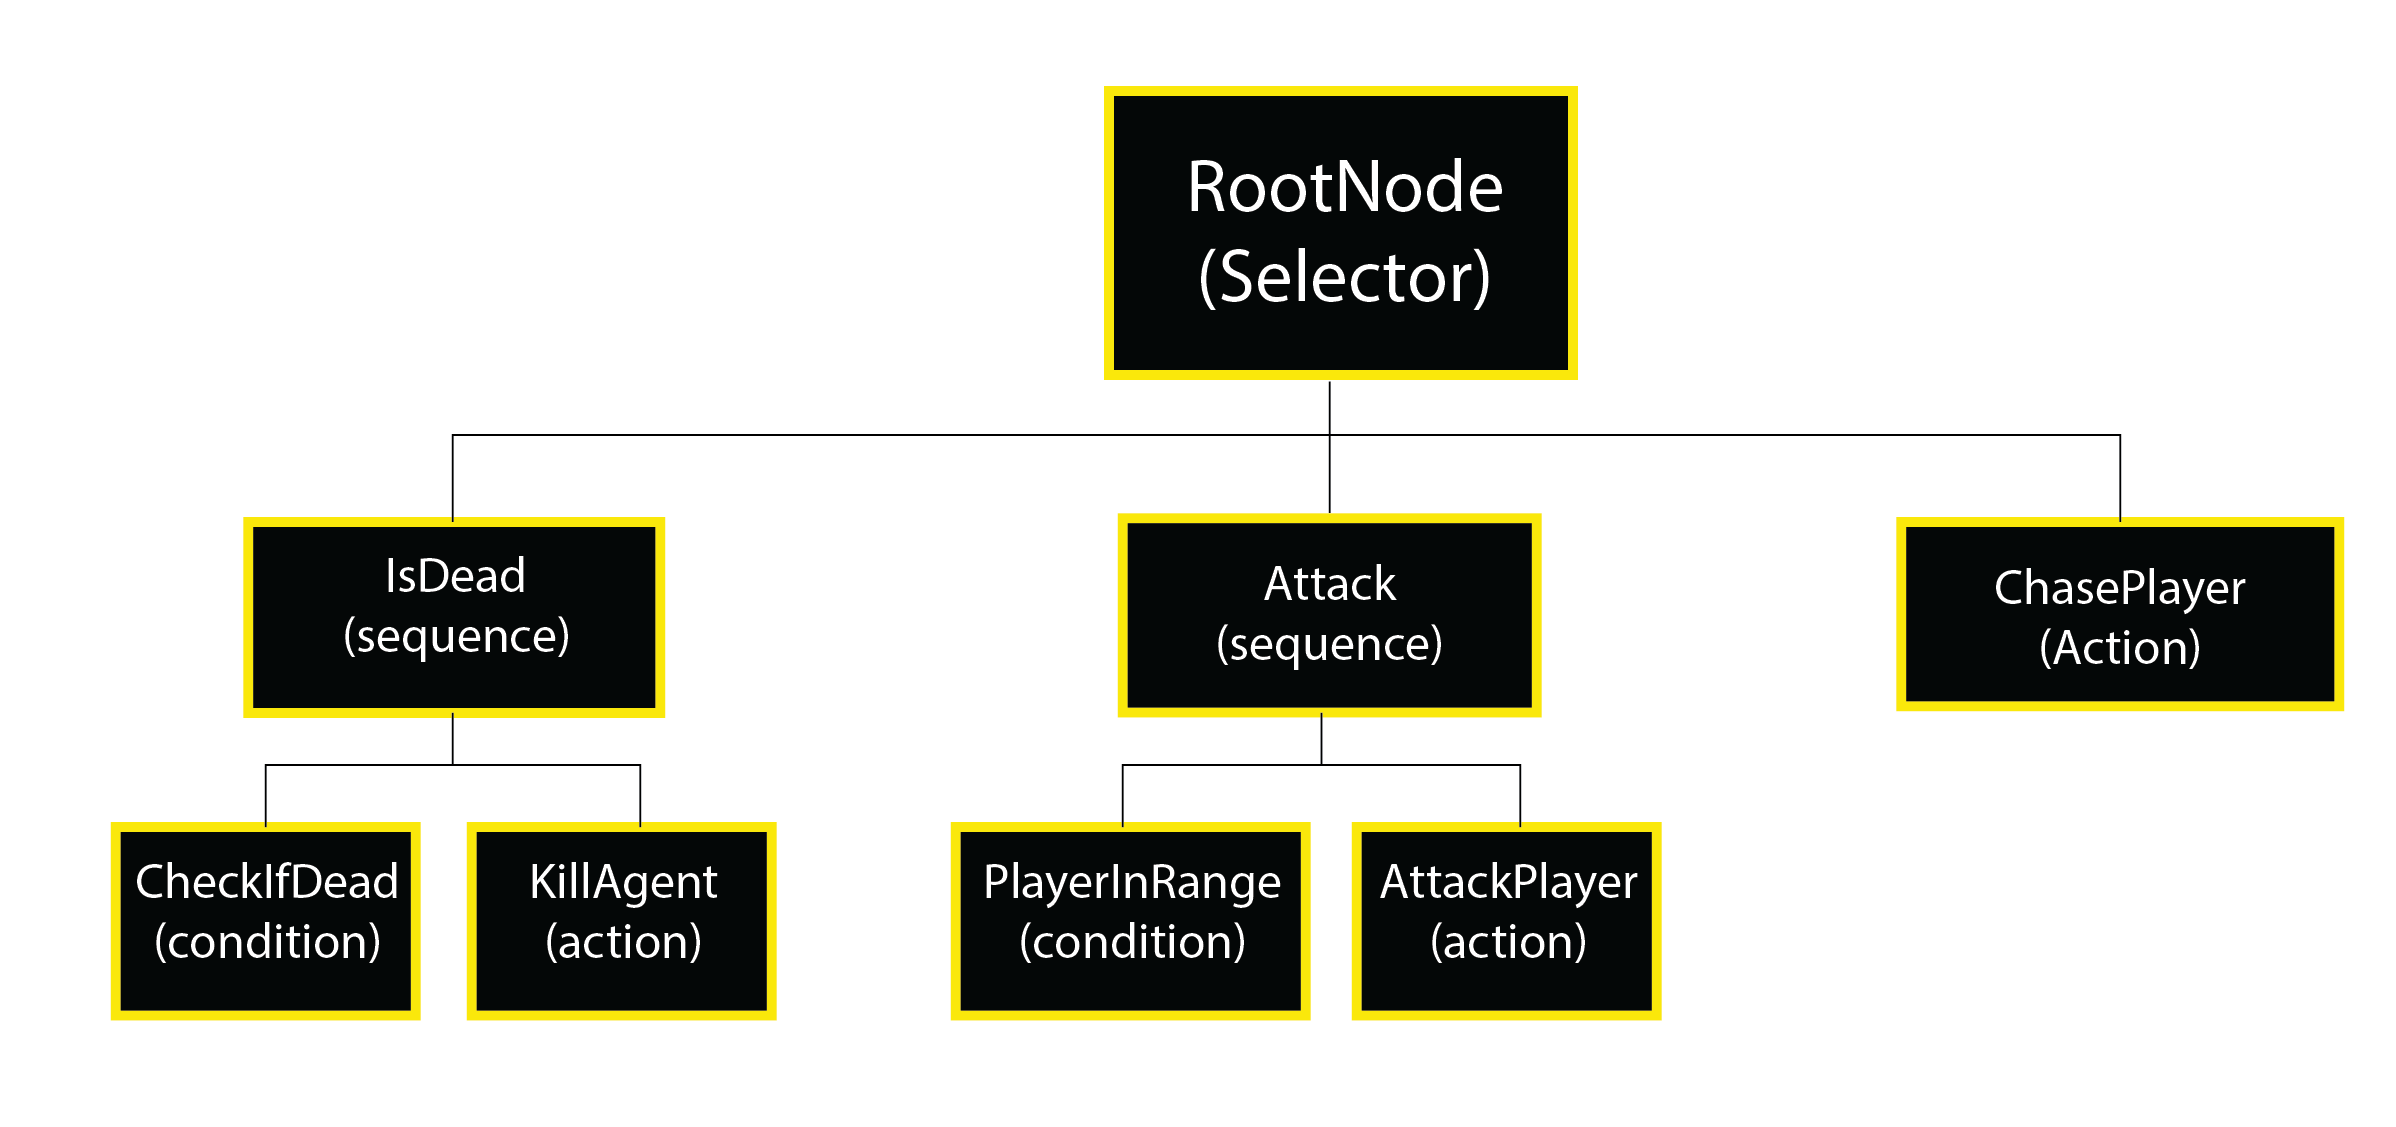 RootNode
(Selector)
IsDead
(sequence)
Attack
(sequence)
ChasePlayer
(Action)
CheckIfDead
(condition)
KillAgent
(action)
PlayerInRange
(condition)
AttackPlayer
(action)